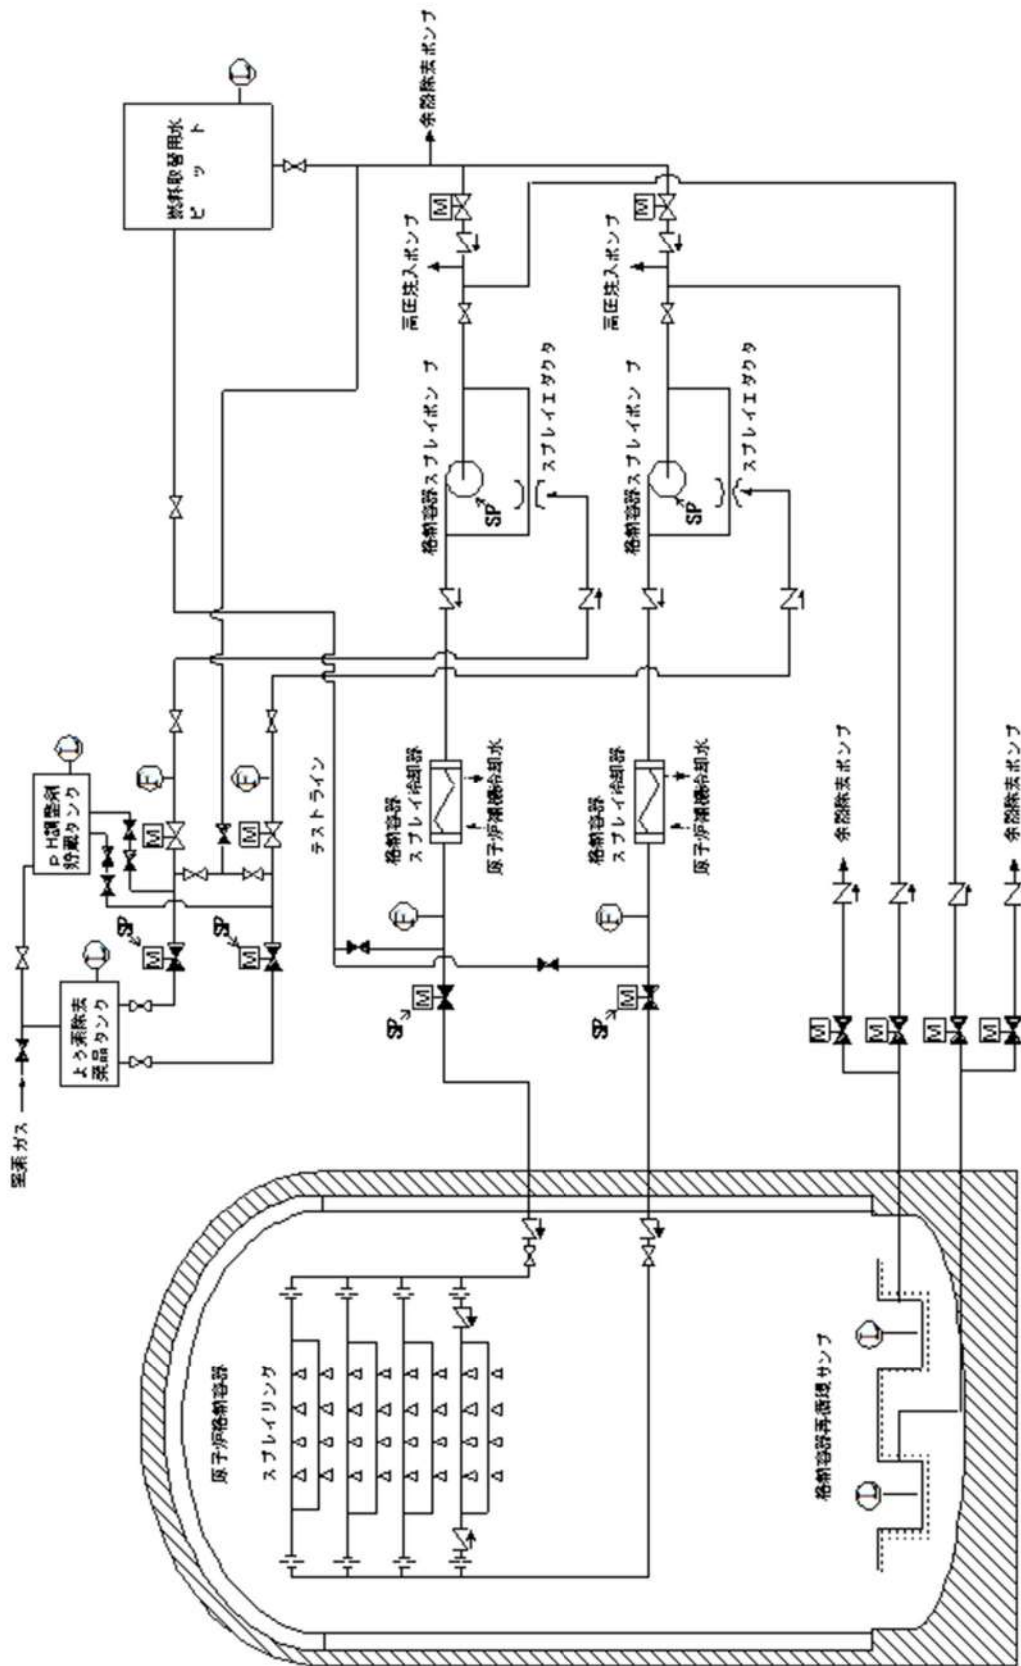 窒素ガス
よう素除去
薬品タンク
L
pH調整剤
貯蔵タンク
L
燃料取替用水
ピット
L
SP
M
M
F
SP
M
M
F
テストライン
余熱除去ポンプ
SP
M
F
格納容器
スプレイ冷却器
原子炉補機冷却水
格納容器スプレイポンプ
SP
スプレイエダクタ
高圧注入ポンプ
M
SP
M
F
格納容器
スプレイ冷却器
原子炉補機冷却水
格納容器スプレイポンプ
SP
スプレイエダクタ
高圧注入ポンプ
M
原子炉格納容器
スプレイリング
格納容器再循環サンプ
L
L
M
余熱除去ポンプ
M
M
M
余熱除去ポンプ